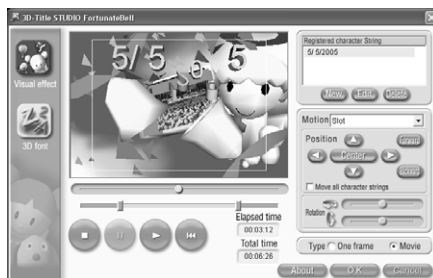 3D-Title STUDIO FortunateBell
Visual effect
3D font
5/ 5 5
Registered character String
5/ 5/2005
New Edit Delete
Motion Slot
Position
Center
Move all character strings
Rotation
Elapsed time
00:03:12
Total time
00:06:26
Type One frame Movie
About O K Cancel